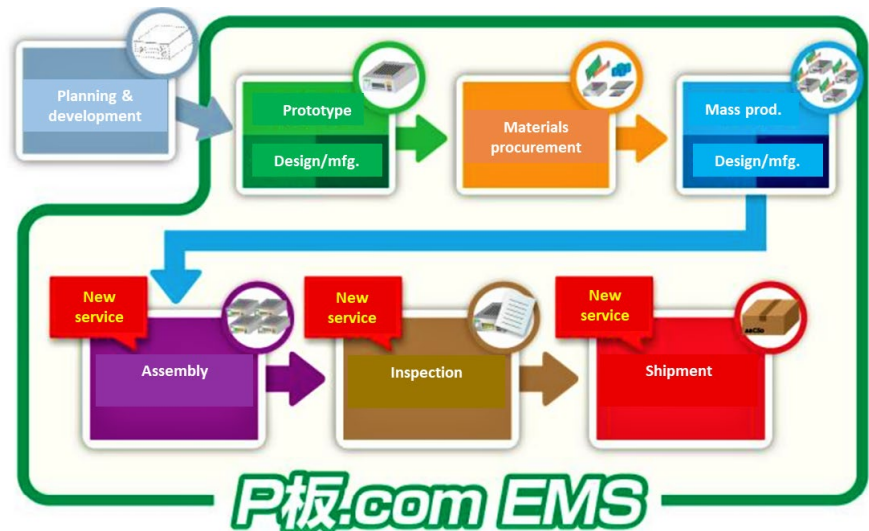 Planning &
development
Prototype
Design/mfg.
Materials
procurement
Mass prod.
Design/mfg.
New
service
Assembly
New
service
Inspection
New
service
Shipment
P板.com EMS